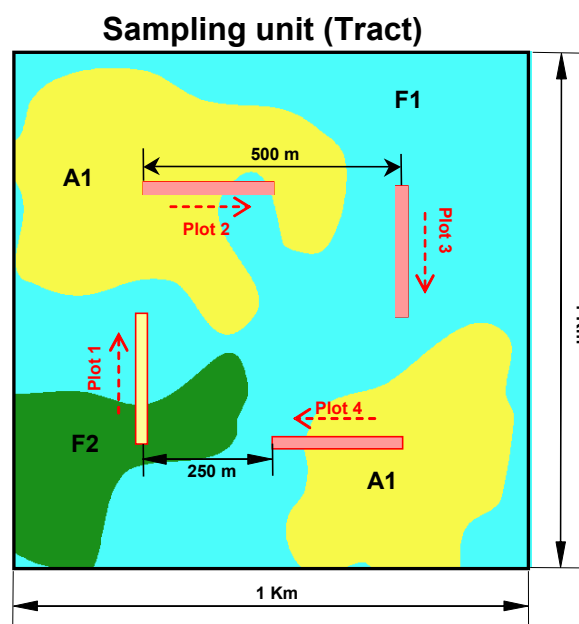 Sampling unit (Tract)
F1
500 m
A1
Plot 2
Plot 3
Plot 1
Plot 4
F2
250 m
A1
1 Km